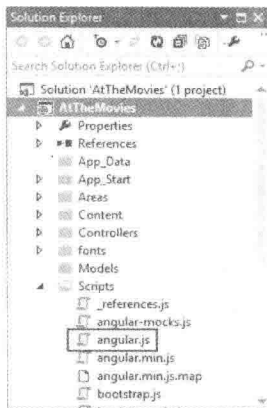 Solution Explorer
Search Solution Explorer (Ctrl+;)
Solution 'AtTheMovies' (1 project)
AtTheMovies
Properties
References
App_Data
App_Start
Areas
Content
Controllers
fonts
Models
Scripts
_references.js
angular-mocks.js
angular.js
angular.min.js
angular.min.js.map
bootstrap.js